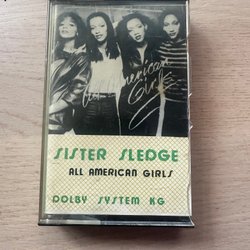 All American
Girls
SISTER SLEDGE
ALL AMERICAN GIRLS
DOLBY SYSTEM KG